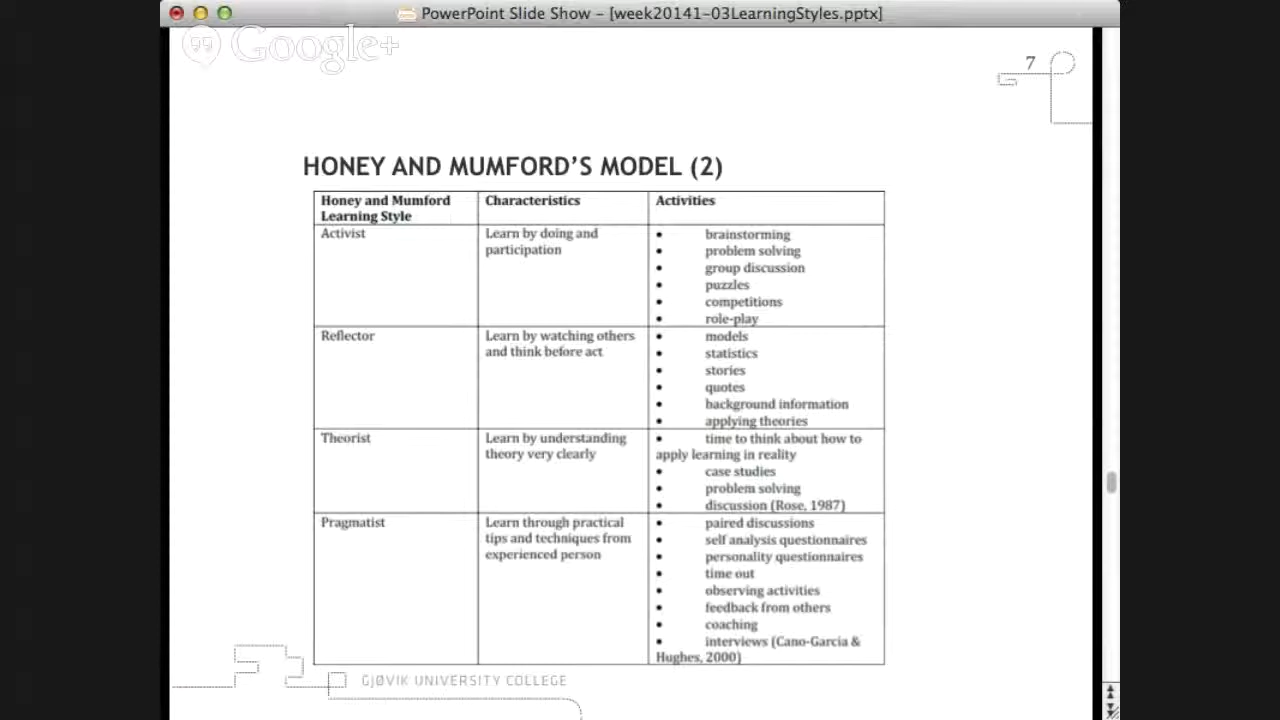 PowerPoint Slide Show – [week20141-03LearningStyles.pptx]
Google+
7
HONEY AND MUMFORD'S MODEL (2)
Honey and Mumford Learning Style
Characteristics
Activities
Activist
Learn by doing and participation
• brainstorming
• problem solving
• group discussion
• puzzles
• competitions
• role-play
Reflector
Learn by watching others and think before act
• models
• statistics
• stories
• quotes
• background information
• applying theories
Theorist
Learn by understanding theory very clearly
• time to think about how to apply learning in reality
• case studies
• problem solving
• discussion (Rose, 1987)
Pragmatist
Learn through practical tips and techniques from experienced person
• paired discussions
• self analysis questionnaires
• personality questionnaires
• time out
• observing activities
• feedback from others
• coaching
• interviews (Cano-Garcia & Hughes, 2000)
GJØVIK UNIVERSITY COLLEGE